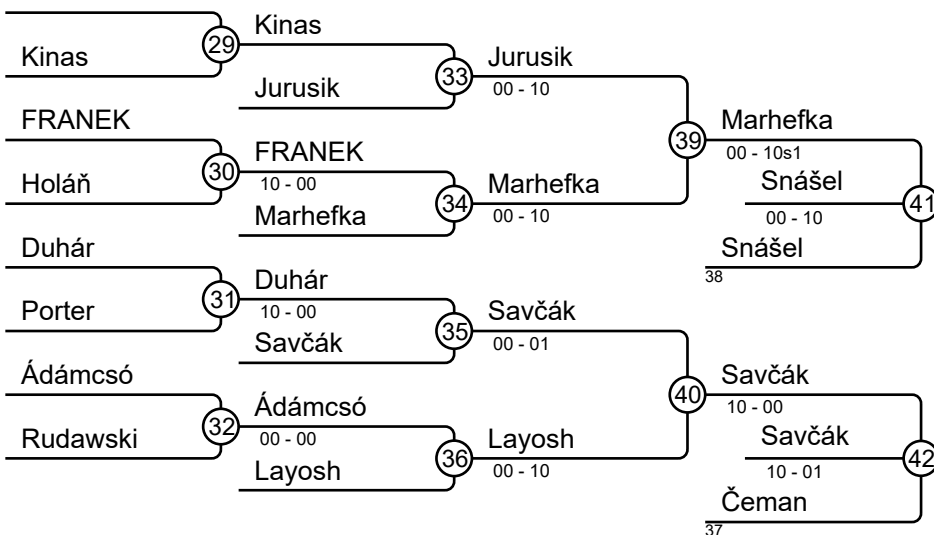 Kinas
29
Kinas
Jurusik
33
Jurusik
00 - 10
FRANEK
Holáň
30
FRANEK
10 - 00
Marhefka
34
Marhefka
00 - 10
39
Marhefka
00 - 10s1
Snášel
00 - 10
41
Snášel
38
Duhár
Porter
31
Duhár
10 - 00
Savčák
35
Savčák
00 - 01
Ádámcsó
Rudawski
32
Ádámcsó
00 - 00
Layosh
36
Layosh
00 - 10
40
Savčák
10 - 00
Savčák
10 - 01
42
Čeman
37